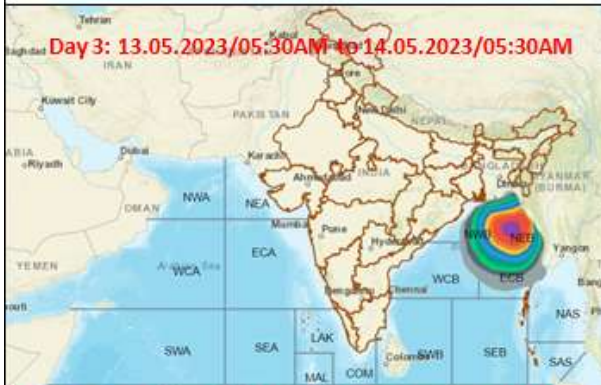 Tehran
Kabul
Baghdad
Day 3: 13.05.2023/05:30AM to 14.05.2023/05:30AM
IRAN
Lahore
Kuwait City
New Delhi
PAKISTAN
NEPAL
Riyadh
Dubai
Karachi
Ahmedabad
INDIA
Dhaka
MYANMAR
(BURMA)
OMAN
NWA
NEA
Mumbai
Pune
Hyderabad
NWB
NEB
Yangon
YEMEN
WCA
Arabian Sea
ECA
Bengaluru
Chennai
WCB
ECB
NAS
SWA
SEA
LAK
Colombo
SWB
SEB
SAS
MAL
COM